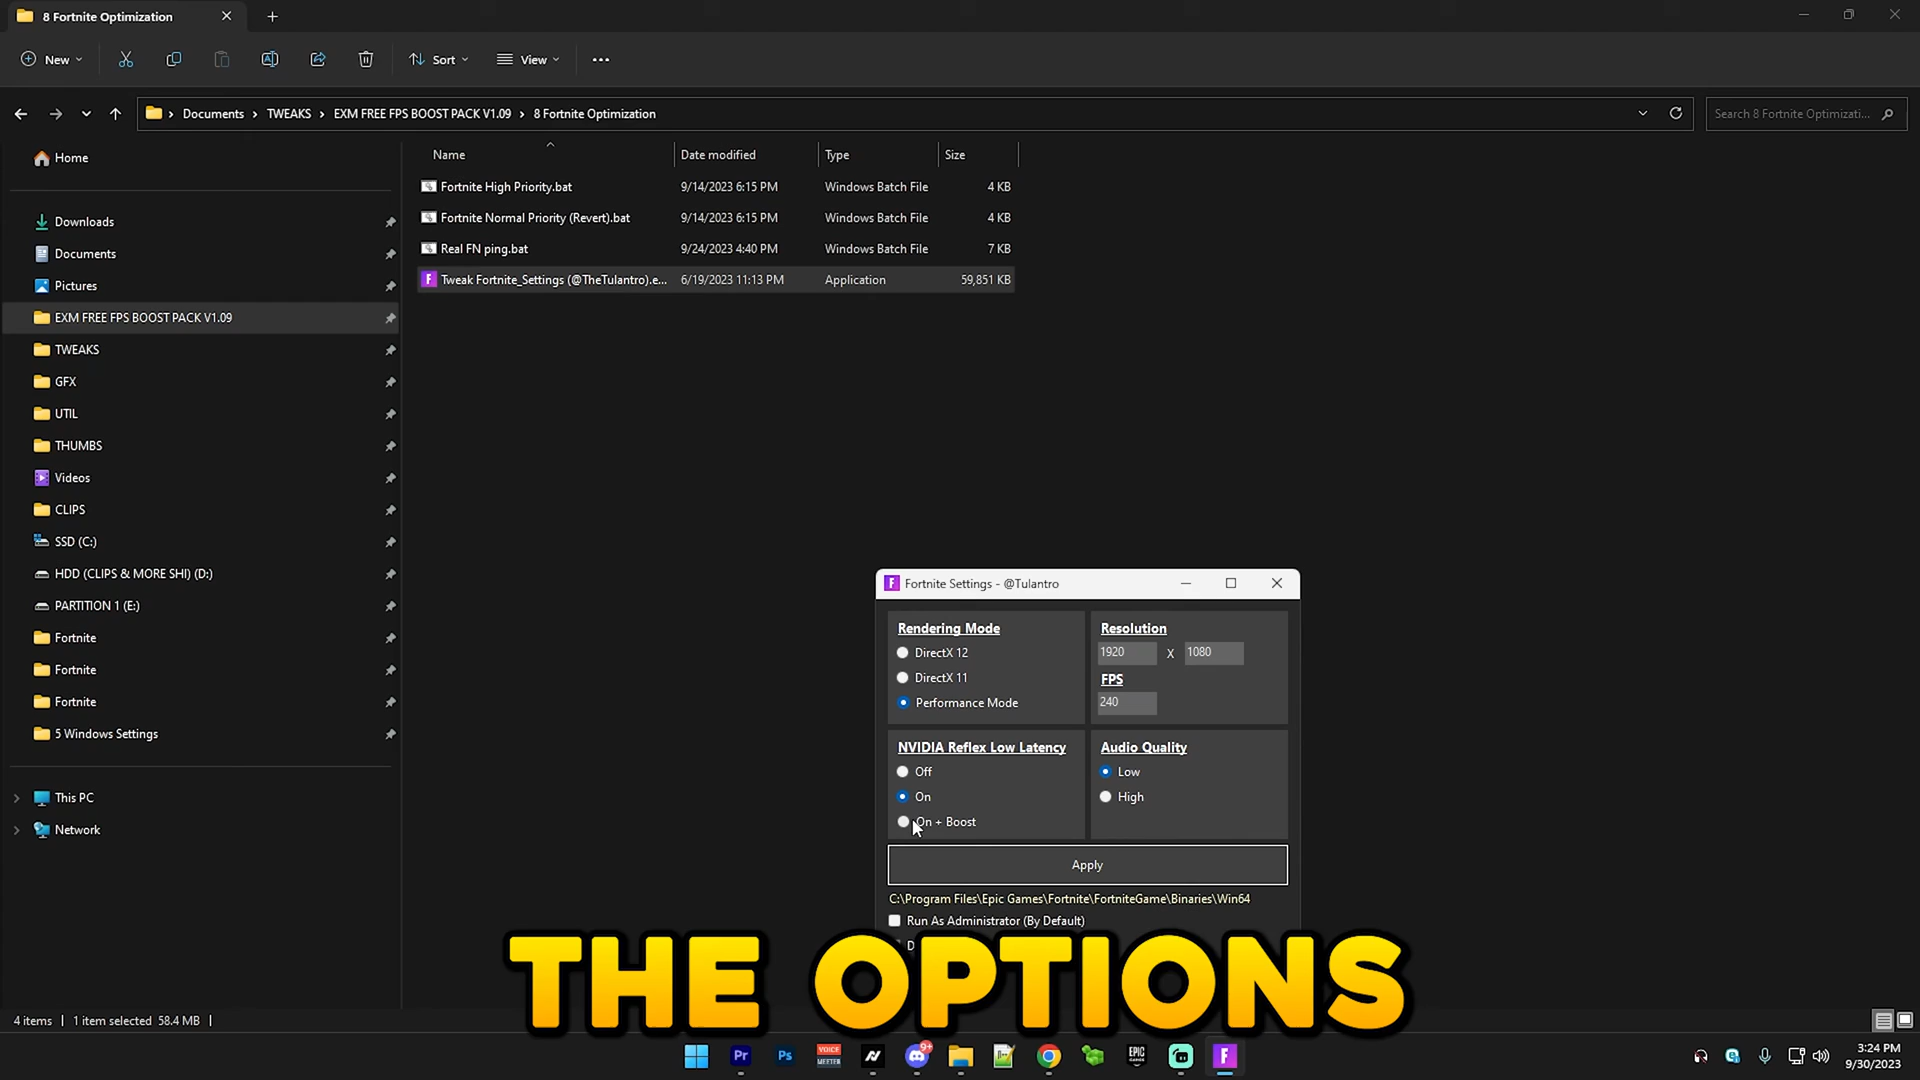 8 Fortnite Optimization
New
Sort
View
Documents > TWEAKS > EXM FREE FPS BOOST PACK V1.09 > 8 Fortnite Optimization
Search 8 Fortnite Optimizati...
Home
Downloads
Documents
Pictures
EXM FREE FPS BOOST PACK V1.09
TWEAKS
GFX
UTIL
THUMBS
Videos
CLIPS
SSD (C:)
HDD (CLIPS & MORE SHI) (D:)
PARTITION 1 (E:)
Fortnite
Fortnite
Fortnite
5 Windows Settings
This PC
Network
Name Date modified Type Size
Fortnite High Priority.bat 9/14/2023 6:15 PM Windows Batch File 4 KB
Fortnite Normal Priority (Revert).bat 9/14/2023 6:15 PM Windows Batch File 4 KB
Real FN ping.bat 9/24/2023 4:40 PM Windows Batch File 7 KB
Tweak Fortnite_Settings (@TheTulantro).e... 6/19/2023 11:13 PM Application 59,851 KB
Fortnite Settings - @Tulantro
Rendering Mode
DirectX 12
DirectX 11
Performance Mode
Resolution
1920 X 1080
FPS
240
NVIDIA Reflex Low Latency
Off
On
On + Boost
Audio Quality
Low
High
Apply
C:\Program Files\Epic Games\Fortnite\FortniteGame\Binaries\Win64
Run As Administrator (By Default)
D
THE OPTIONS
4 items | 1 item selected 58.4 MB |
Pr
Ps
VOICE
MEETER
9+
EPIC
GAMES
3:24 PM
9/30/2023